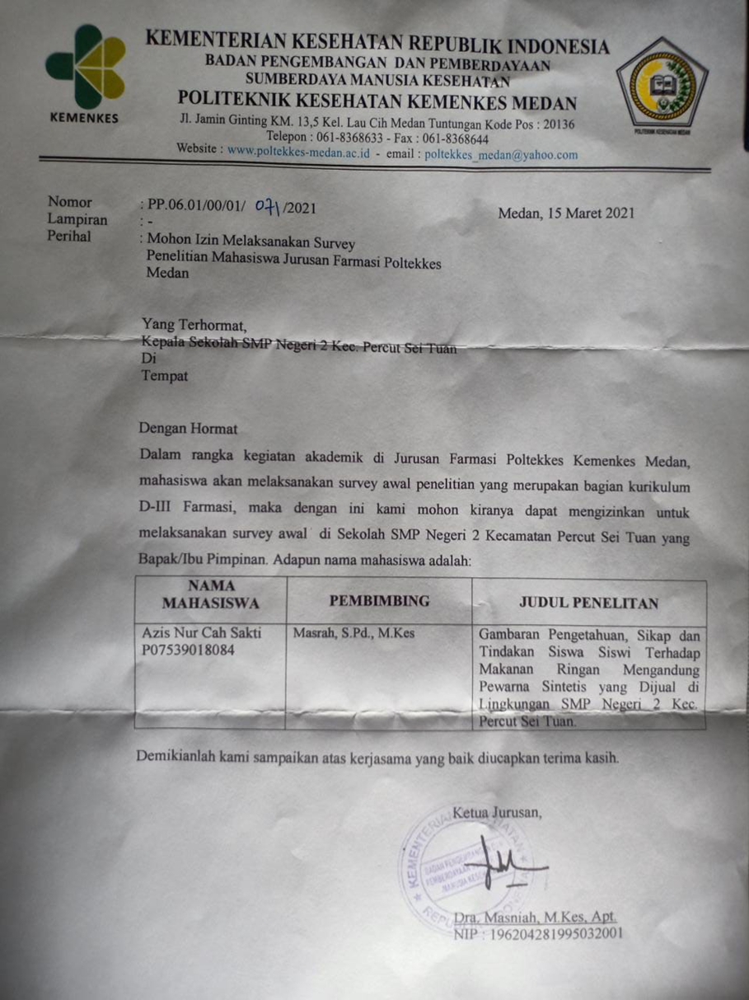 KEMENTERIAN KESEHATAN REPUBLIK INDONESIA
BADAN PENGEMBANGAN DAN PEMBERDAYAAN
SUMBERDAYA MANUSIA KESEHATAN
POLITEKNIK KESEHATAN KEMENKES MEDAN
Jl. Jamin Ginting KM. 13,5 Kel. Lau Cih Medan Tuntungan Kode Pos : 20136
Telepon : 061-8368633 - Fax : 061-8368644
Website : www.poltekkes-medan.ac.id - email : poltekkes_medan@yahoo.com
KEMENKES
POLITEKNIK KESEHATAN MEDAN
Nomor : PP.06.01/00/01/ 071 /2021
Medan, 15 Maret 2021
Lampiran : -
Perihal : Mohon Izin Melaksanakan Survey
Penelitian Mahasiswa Jurusan Farmasi Poltekkes
Medan
Yang Terhormat,
Kepala Sekolah SMP Negeri 2 Kec. Percut Sei Tuan
Di
Tempat
Dengan Hormat
Dalam rangka kegiatan akademik di Jurusan Farmasi Poltekkes Kemenkes Medan,
mahasiswa akan melaksanakan survey awal penelitian yang merupakan bagian kurikulum
D-III Farmasi, maka dengan ini kami mohon kiranya dapat mengizinkan untuk
melaksanakan survey awal di Sekolah SMP Negeri 2 Kecamatan Percut Sei Tuan yang
Bapak/Ibu Pimpinan. Adapun nama mahasiswa adalah:
NAMA
MAHASISWA
PEMBIMBING
JUDUL PENELITAN
Azis Nur Cah Sakti
P07539018084
Masrah, S.Pd., M.Kes
Gambaran Pengetahuan, Sikap dan
Tindakan Siswa Siswi Terhadap
Makanan Ringan Mengandung
Pewarna Sintetis yang Dijual di
Lingkungan SMP Negeri 2 Kec.
Percut Sei Tuan.
Demikianlah kami sampaikan atas kerjasama yang baik diucapkan terima kasih.
Ketua Jurusan,
Dra. Masniah, M.Kes, Apt.
NIP : 196204281995032001